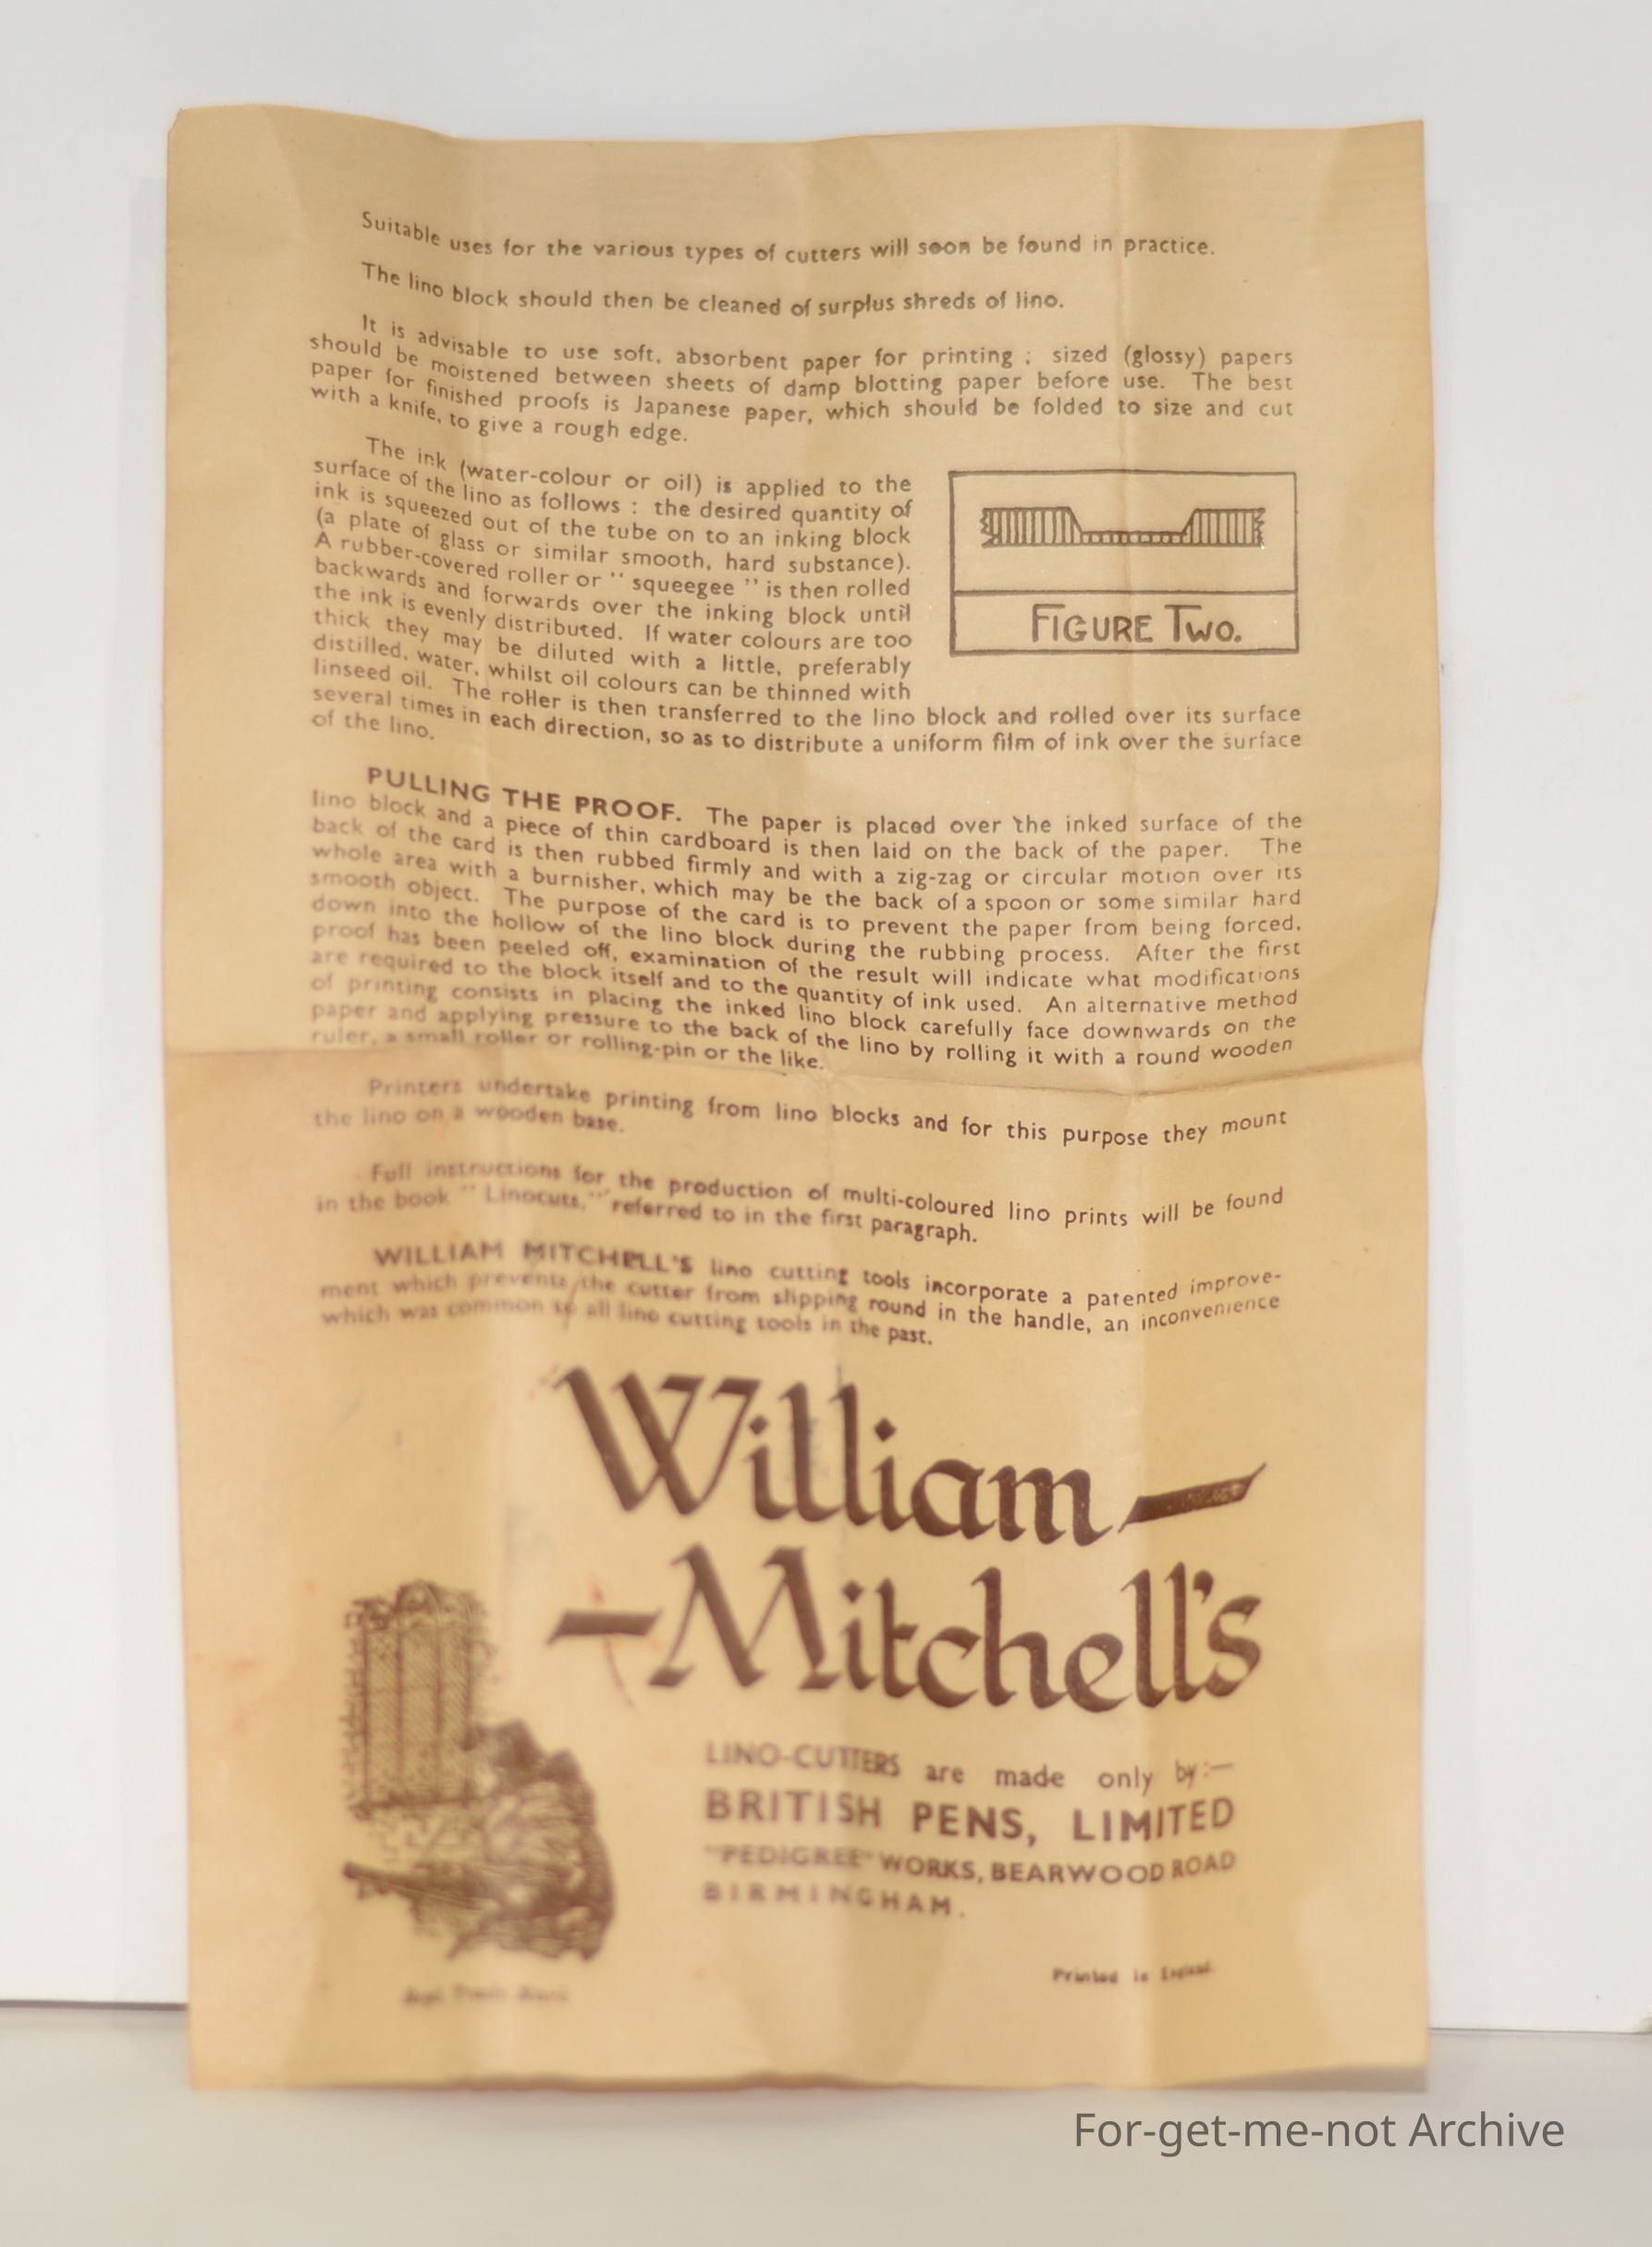 Suitable uses for the various types of cutters will soon be found in practice.
The lino block should then be cleaned of surplus shreds of lino.
It is advisable to use soft, absorbent paper for printing ; sized (glossy) papers
should be moistened between sheets of damp blotting paper before use. The best
paper for finished proofs is Japanese paper, which should be folded to size and cut
with a knife, to give a rough edge.
The ink (water-colour or oil) is applied to the
surface of the lino as follows : the desired quantity of
ink is squeezed out of the tube on to an inking block
(a plate of glass or similar smooth, hard substance).
A rubber-covered roller or " squeegee " is then rolled
backwards and forwards over the inking block until
the ink is evenly distributed. If water colours are too
thick they may be diluted with a little, preferably
distilled, water, whilst oil colours can be thinned with
linseed oil. The roller is then transferred to the lino block and rolled over its surface
several times in each direction, so as to distribute a uniform film of ink over the surface
of the lino.
FIGURE TWO.
PULLING THE PROOF. The paper is placed over the inked surface of the
lino block and a piece of thin cardboard is then laid on the back of the paper. The
back of the card is then rubbed firmly and with a zig-zag or circular motion over its
whole area with a burnisher, which may be the back of a spoon or some similar hard
smooth object. The purpose of the card is to prevent the paper from being forced,
down into the hollow of the lino block during the rubbing process. After the first
proof has been peeled off, examination of the result will indicate what modifications
are required to the block itself and to the quantity of ink used. An alternative method
of printing consists in placing the inked lino block carefully face downwards on the
paper and applying pressure to the back of the lino by rolling it with a round wooden
ruler, a small roller or rolling-pin or the like.
Printers undertake printing from lino blocks and for this purpose they mount
the lino on a wooden base.
Full instructions for the production of multi-coloured lino prints will be found
in the book " Linocuts," referred to in the first paragraph.
WILLIAM MITCHELL'S lino cutting tools incorporate a patented improve-
ment which prevents the cutter from slipping round in the handle, an inconvenience
which was common to all lino cutting tools in the past.
William-
-Mitchell's
LINO-CUTTERS are made only by:—
BRITISH PENS, LIMITED
"PEDIGREE" WORKS, BEARWOOD ROAD
BIRMINGHAM.
Regd. Trade Mark
Printed in England.
For-get-me-not Archive